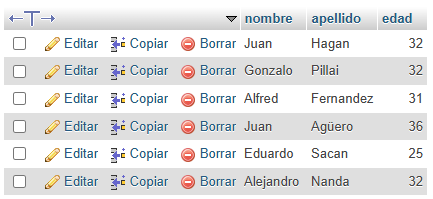 nombre apellido edad
Editar Copiar Borrar Juan Hagan 32
Editar Copiar Borrar Gonzalo Pillai 32
Editar Copiar Borrar Alfred Fernandez 31
Editar Copiar Borrar Juan Agüero 36
Editar Copiar Borrar Eduardo Sacan 25
Editar Copiar Borrar Alejandro Nanda 32